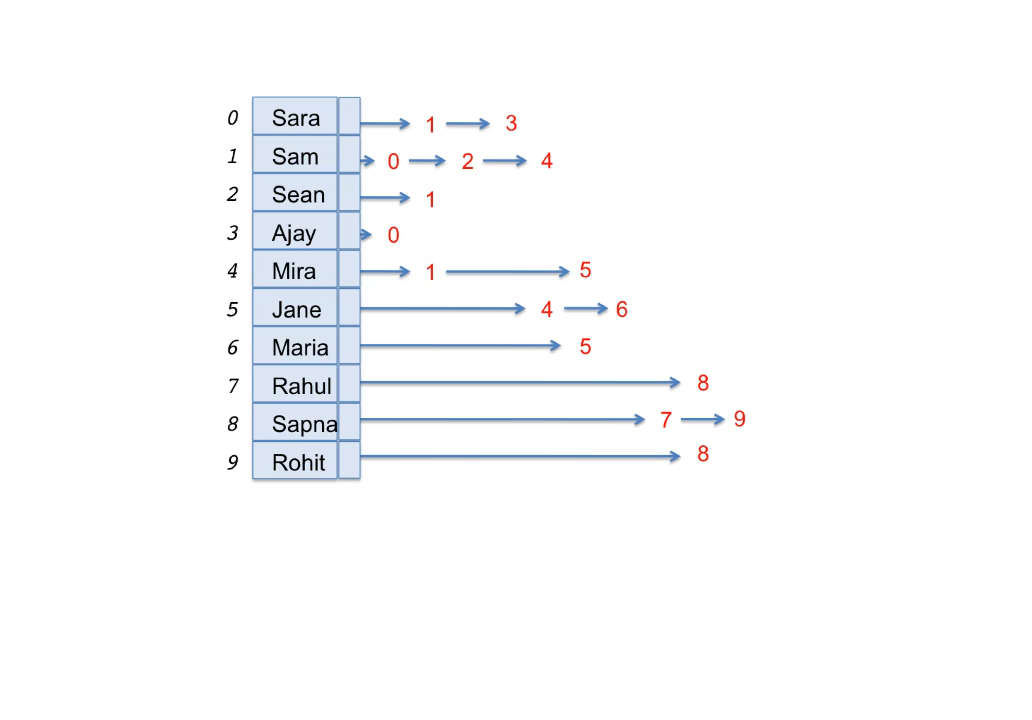 0 Sara 1 3
1 Sam 0 2 4
2 Sean 1
3 Ajay 0
4 Mira 1 5
5 Jane 4 6
6 Maria 5
7 Rahul 8
8 Sapna 7 9
9 Rohit 8